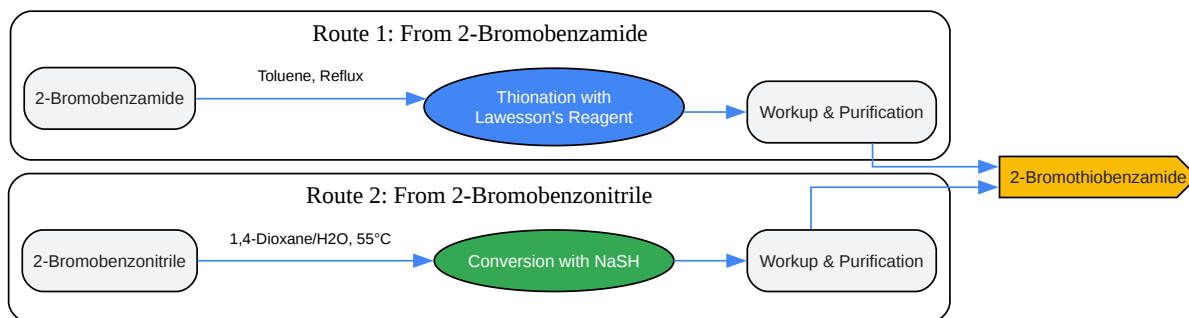 Route 1: From 2-Bromobenzamide
Toluene, Reflux
2-Bromobenzamide
Thionation with
Lawesson's Reagent
Workup & Purification
2-Bromothiobenzamide
Route 2: From 2-Bromobenzonitrile
1,4-Dioxane/H2O, 55°C
2-Bromobenzonitrile
Conversion with NaSH
Workup & Purification